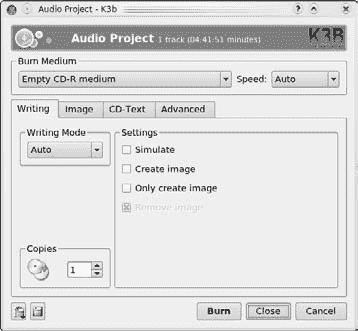 Audio Project - K3b
Audio Project 1 track (04:41:51 minutes) K3B
Burn Medium
Empty CD-R medium Speed: Auto
Writing Image CD-Text Advanced
Writing Mode Settings
Auto Simulate
Create image
Only create image
Remove image
Copies
1
Burn Close Cancel